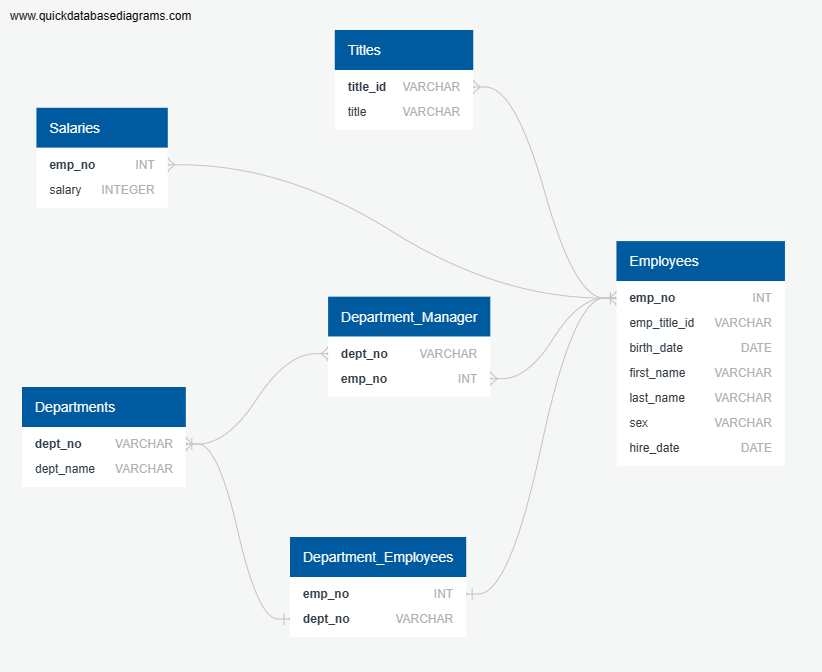 www.quickdatabasediagrams.com
Titles
title_id VARCHAR
title VARCHAR
Salaries
emp_no INT
salary INTEGER
Employees
emp_no INT
emp_title_id VARCHAR
birth_date DATE
first_name VARCHAR
last_name VARCHAR
sex VARCHAR
hire_date DATE
Department_Manager
dept_no VARCHAR
emp_no INT
Departments
dept_no VARCHAR
dept_name VARCHAR
Department_Employees
emp_no INT
dept_no VARCHAR